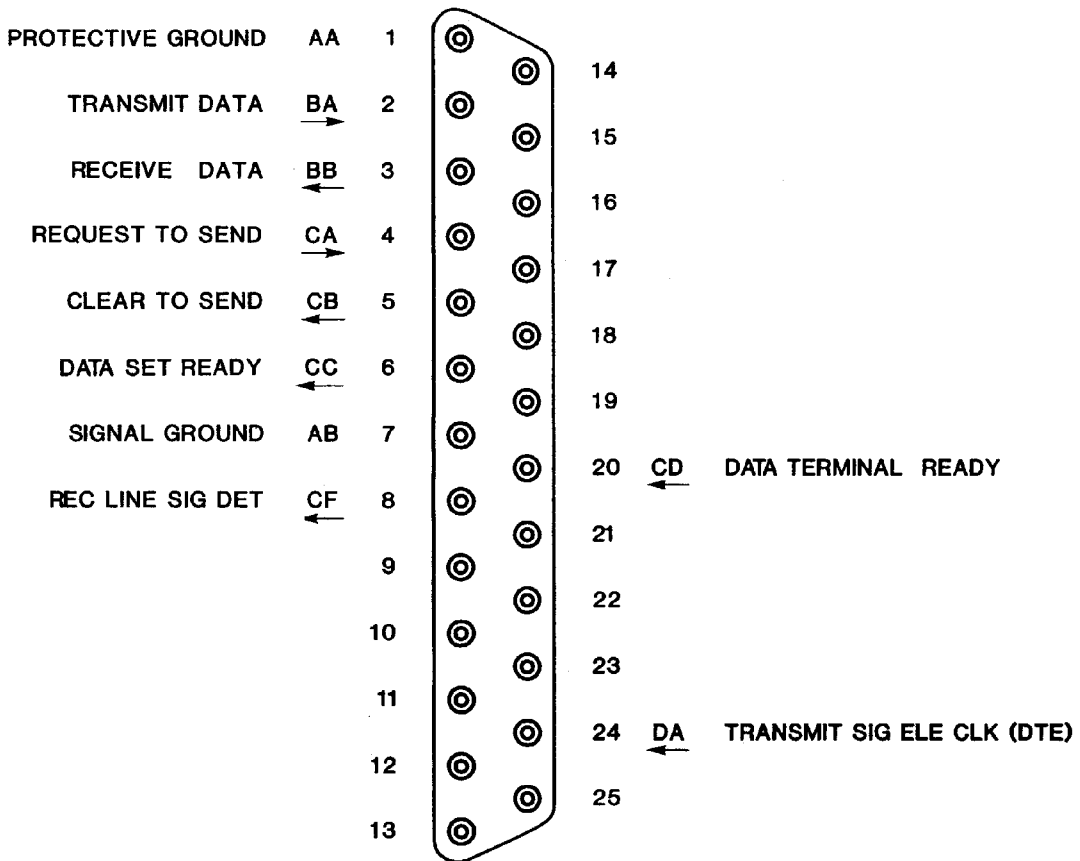 PROTECTIVE GROUND AA 1
14
TRANSMIT DATA BA 2
15
RECEIVE DATA BB 3
16
REQUEST TO SEND CA 4
17
CLEAR TO SEND CB 5
18
DATA SET READY CC 6
19
SIGNAL GROUND AB 7
20 CD DATA TERMINAL READY
REC LINE SIG DET CF 8
21
9
22
10
23
11
24 DA TRANSMIT SIG ELE CLK (DTE)
12
25
13